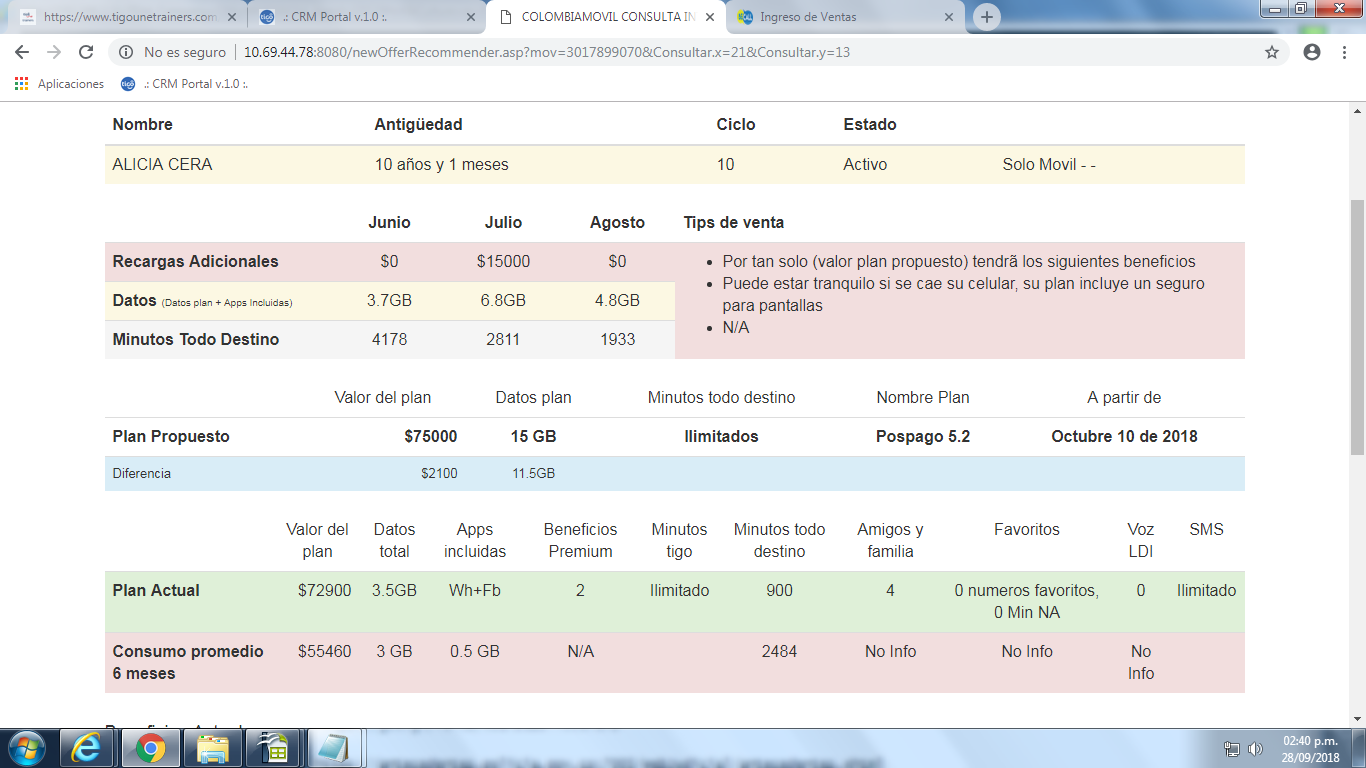 https://www.tigounetrainers.com
.: CRM Portal v.1.0 :.
COLOMBIAMOVIL CONSULTA IN
Ingreso de Ventas
No es seguro 10.69.44.78:8080/newOfferRecommender.asp?mov=3017899070&Consultar.x=21&Consultar.y=13
Aplicaciones .: CRM Portal v.1.0 :.
Nombre Antigüedad Ciclo Estado
ALICIA CERA 10 años y 1 meses 10 Activo Solo Movil - -
Junio Julio Agosto Tips de venta
Recargas Adicionales $0 $15000 $0
Datos (Datos plan + Apps Incluidas) 3.7GB 6.8GB 4.8GB
Minutos Todo Destino 4178 2811 1933
Por tan solo (valor plan propuesto) tendrã los siguientes beneficios
Puede estar tranquilo si se cae su celular, su plan incluye un seguro
para pantallas
N/A
Valor del plan Datos plan Minutos todo destino Nombre Plan A partir de
Plan Propuesto $75000 15 GB Ilimitados Pospago 5.2 Octubre 10 de 2018
Diferencia $2100 11.5GB
Valor del Datos Apps Beneficios Minutos Minutos todo Amigos y Favoritos Voz SMS
plan total incluidas Premium tigo destino familia LDI
Plan Actual $72900 3.5GB Wh+Fb 2 Ilimitado 900 4 0 numeros favoritos, 0 Ilimitado
0 Min NA
Consumo promedio $55460 3 GB 0.5 GB N/A 2484 No Info No Info No
6 meses Info
02:40 p.m.
28/09/2018